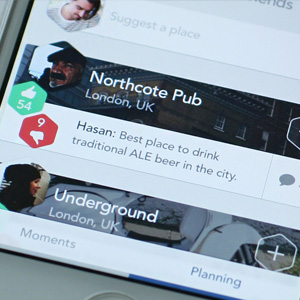 iends
Suggest a place
Northcote Pub
London, UK
54
9
Hasan: Best place to drink
traditional ALE beer in the city.
Underground
London, UK
Moments
Planning